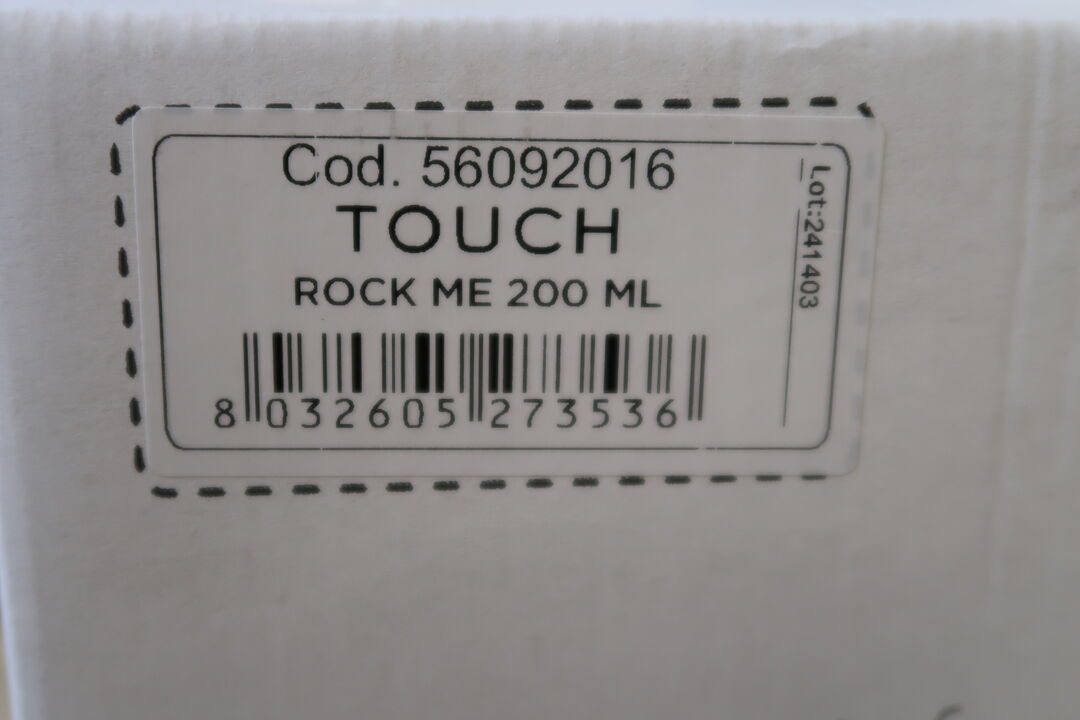 Cod. 56092016
TOUCH
ROCK ME 200 ML
8 032605 273536
Lot:241403